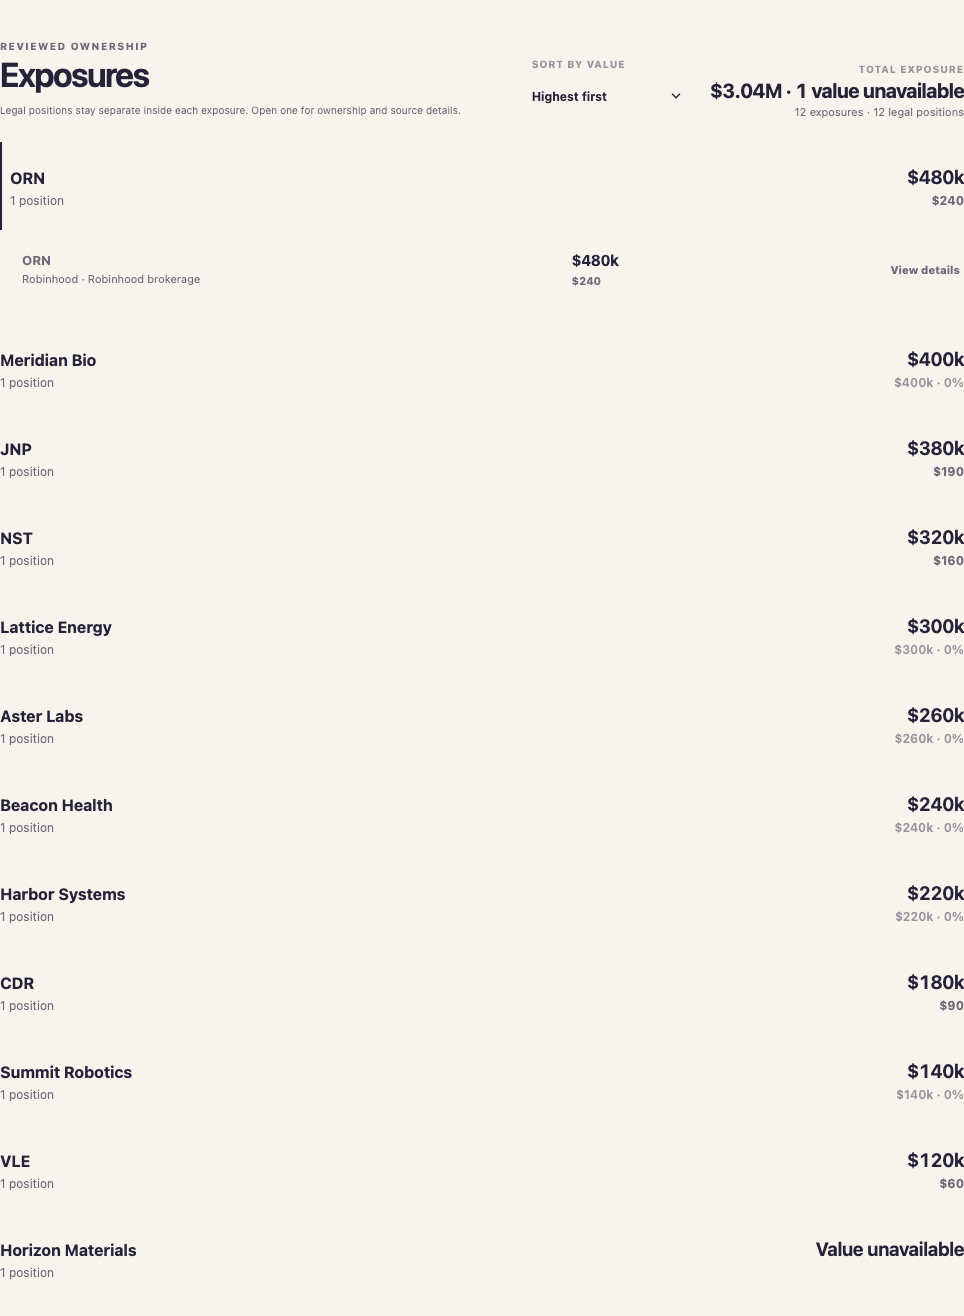 REVIEWED OWNERSHIP
Exposures
Legal positions stay separate inside each exposure. Open one for ownership and source details.
SORT BY VALUE
Highest first
TOTAL EXPOSURE
$3.04M · 1 value unavailable
12 exposures · 12 legal positions
ORN
1 position
$480k
$240
ORN
Robinhood · Robinhood brokerage
$480k
$240
View details
Meridian Bio
1 position
$400k
$400k · 0%
JNP
1 position
$380k
$190
NST
1 position
$320k
$160
Lattice Energy
1 position
$300k
$300k · 0%
Aster Labs
1 position
$260k
$260k · 0%
Beacon Health
1 position
$240k
$240k · 0%
Harbor Systems
1 position
$220k
$220k · 0%
CDR
1 position
$180k
$90
Summit Robotics
1 position
$140k
$140k · 0%
VLE
1 position
$120k
$60
Horizon Materials
1 position
Value unavailable